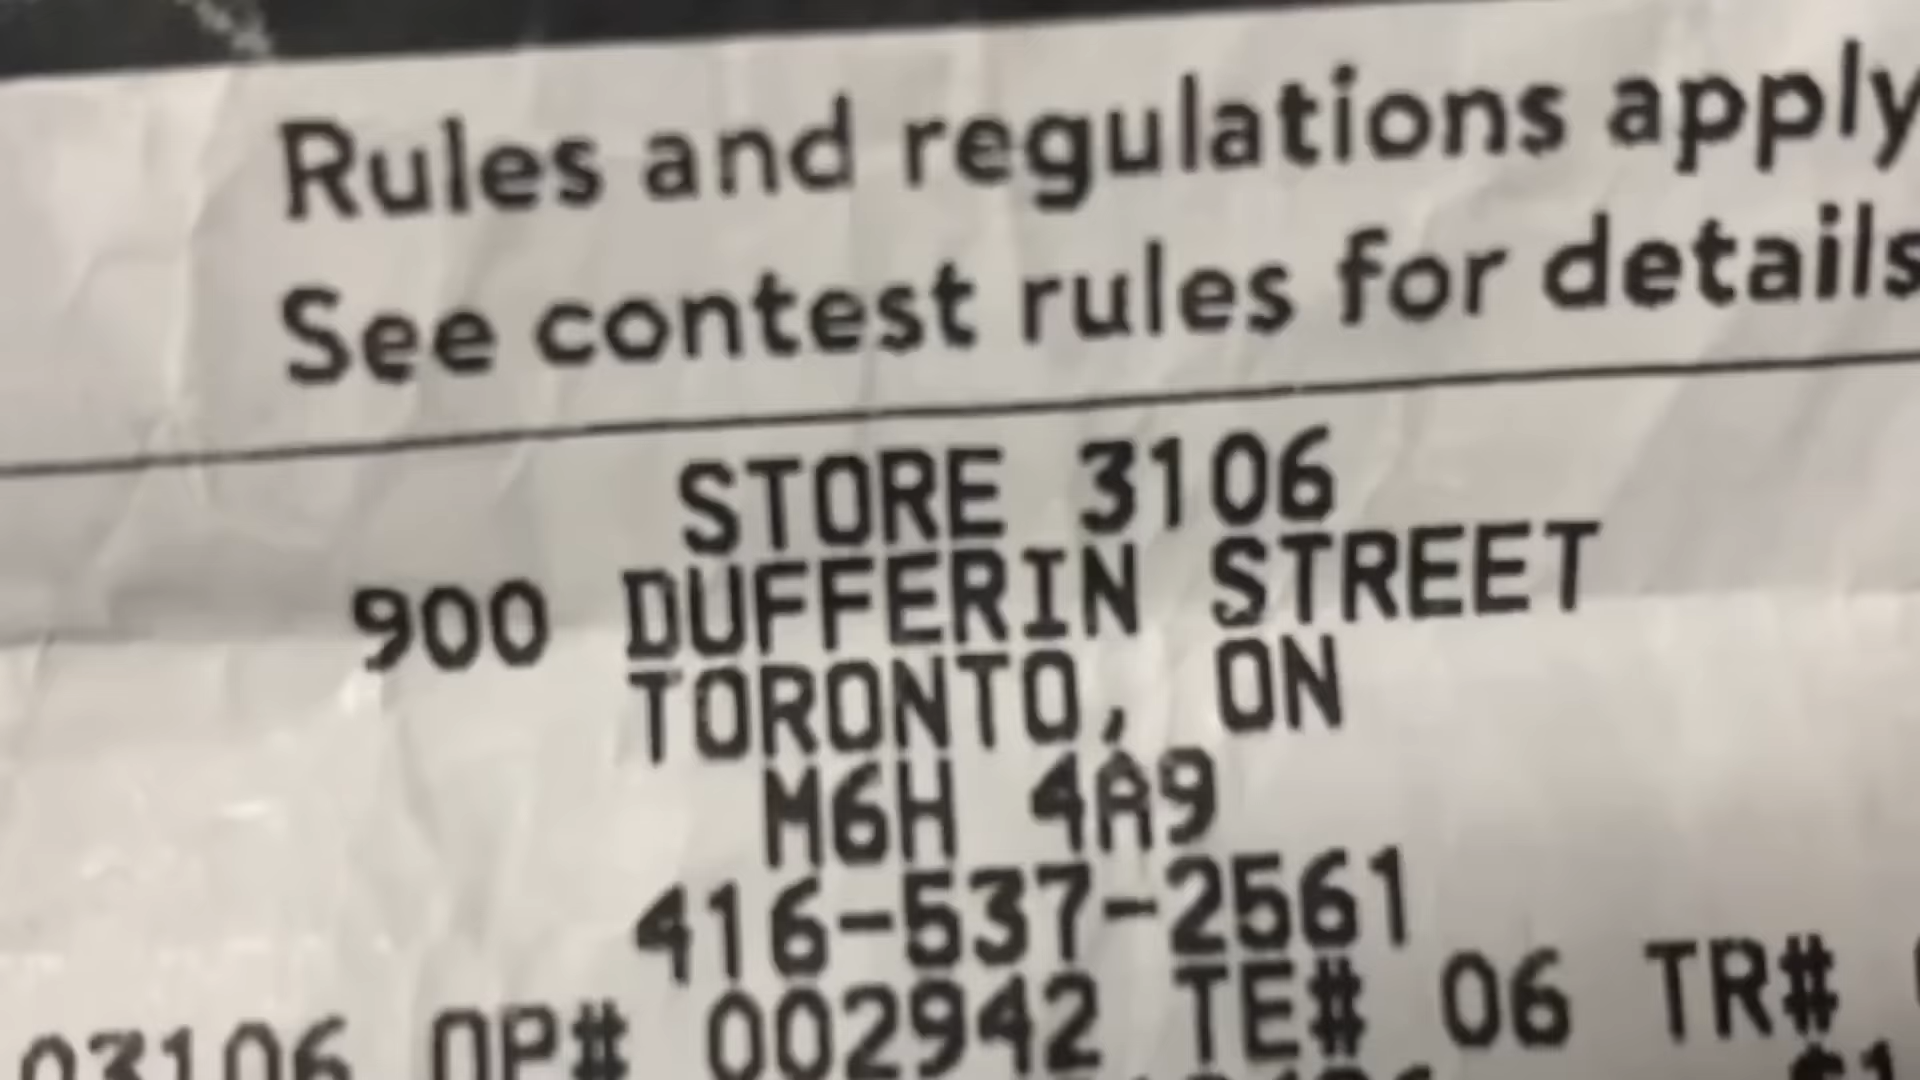 Rules and regulations apply
See contest rules for details
STORE 3106
900 DUFFERIN STREET
TORONTO, ON
M6H 4A9
416-537-2561
03106 OP# 002942 TE# 06 TR#